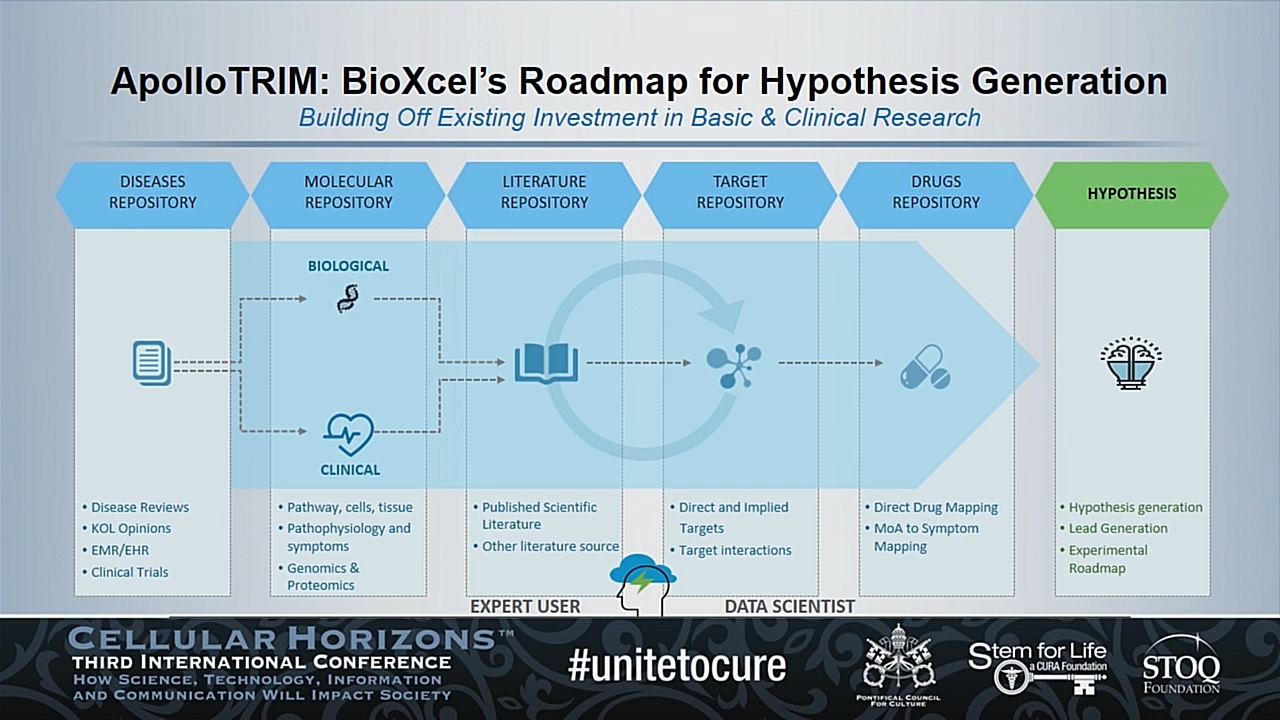 ApolloTRIM: BioXcel's Roadmap for Hypothesis Generation
Building Off Existing Investment in Basic & Clinical Research
DISEASES
REPOSITORY
MOLECULAR
REPOSITORY
LITERATURE
REPOSITORY
TARGET
REPOSITORY
DRUGS
REPOSITORY
HYPOTHESIS
BIOLOGICAL
CLINICAL
• Disease Reviews
• KOL Opinions
• EMR/EHR
• Clinical Trials
• Pathway, cells, tissue
• Pathophysiology and
symptoms
• Genomics &
Proteomics
• Published Scientific
Literature
• Other literature source
• Direct and Implied
Targets
• Target interactions
• Direct Drug Mapping
• MoA to Symptom
Mapping
• Hypothesis generation
• Lead Generation
• Experimental
Roadmap
EXPERT USER
DATA SCIENTIST
CELLULAR HORIZONS™
THIRD INTERNATIONAL CONFERENCE
HOW SCIENCE, TECHNOLOGY, INFORMATION
AND COMMUNICATION WILL IMPACT SOCIETY
#unitetocure
PONTIFICAL COUNCIL
FOR CULTURE
Stem for Life
a CURA Foundation
STOQ
FOUNDATION